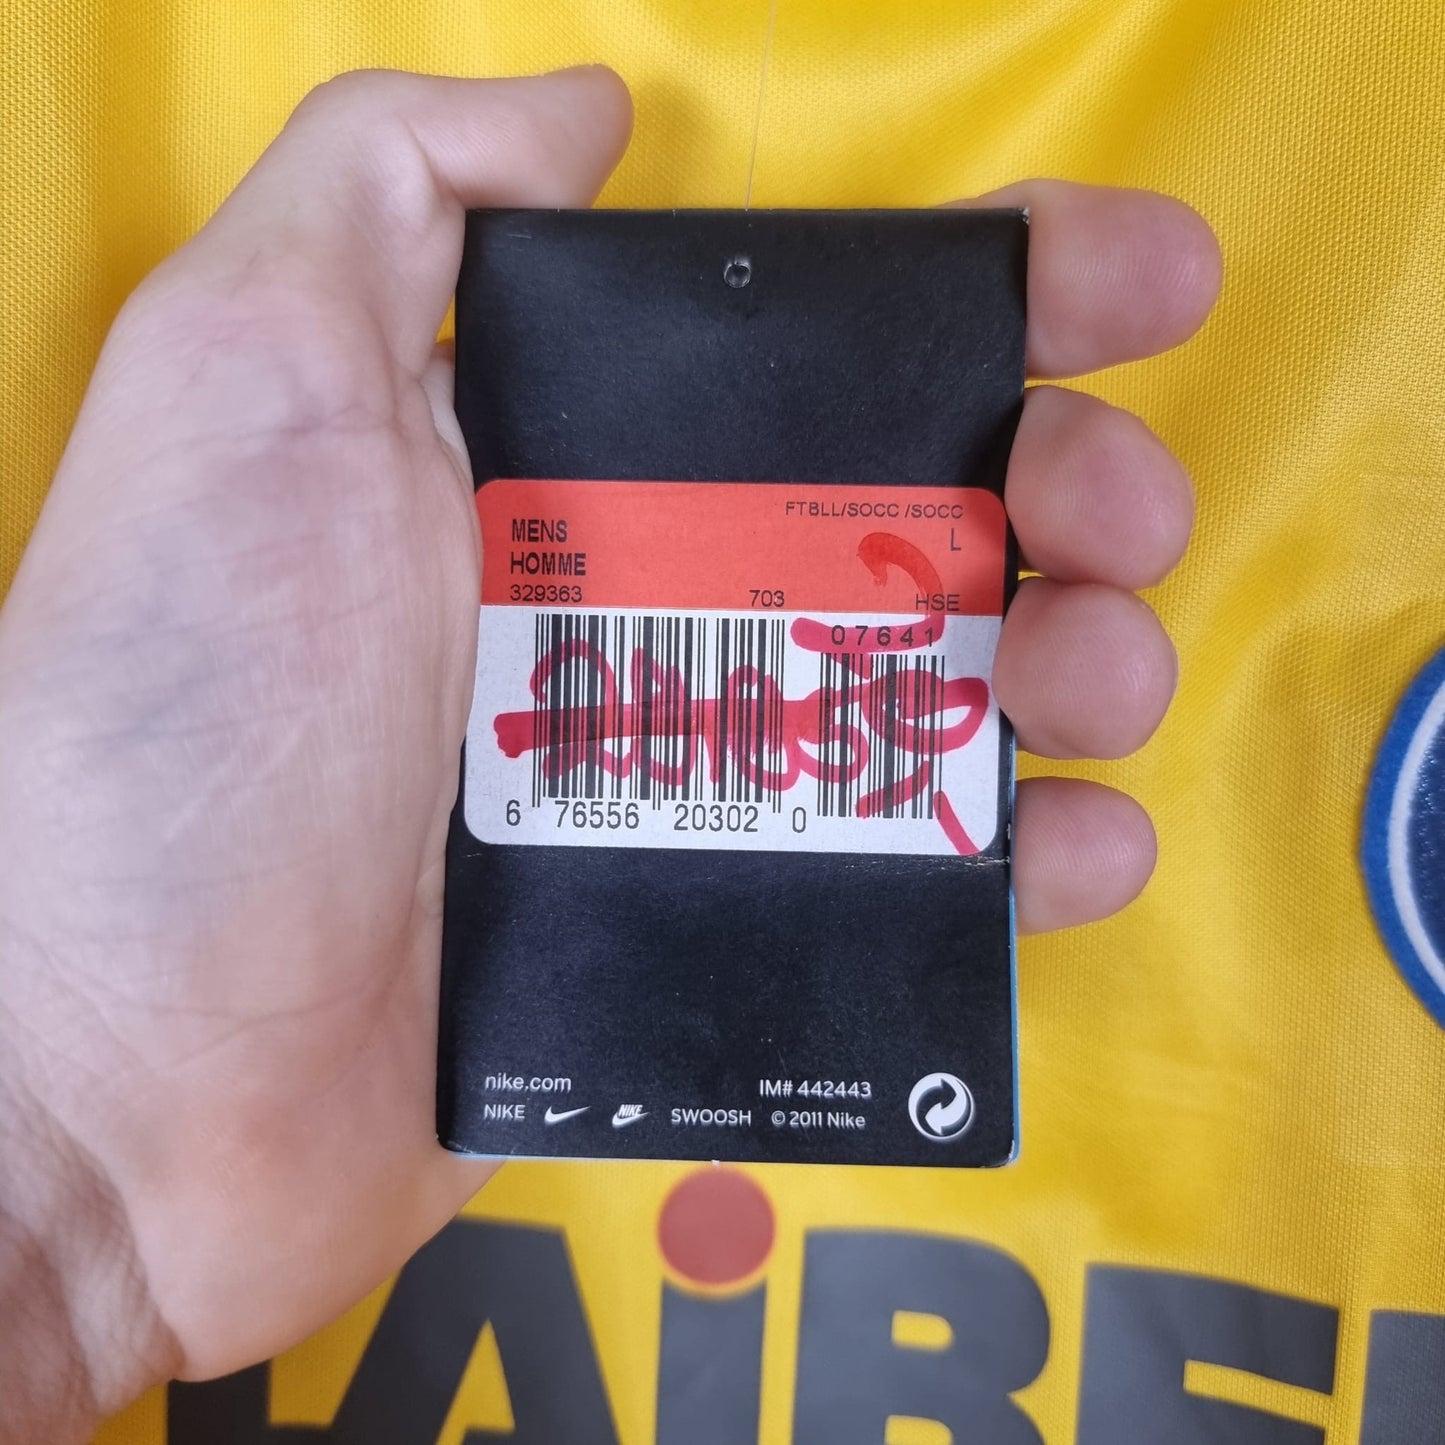 FTBLL/SOCC /SOCC
MENS L
HOMME
329363 703 HSE
07641
6 76556 20302 0
nike.com IM# 442443
NIKE NIKE SWOOSH © 2011 Nike